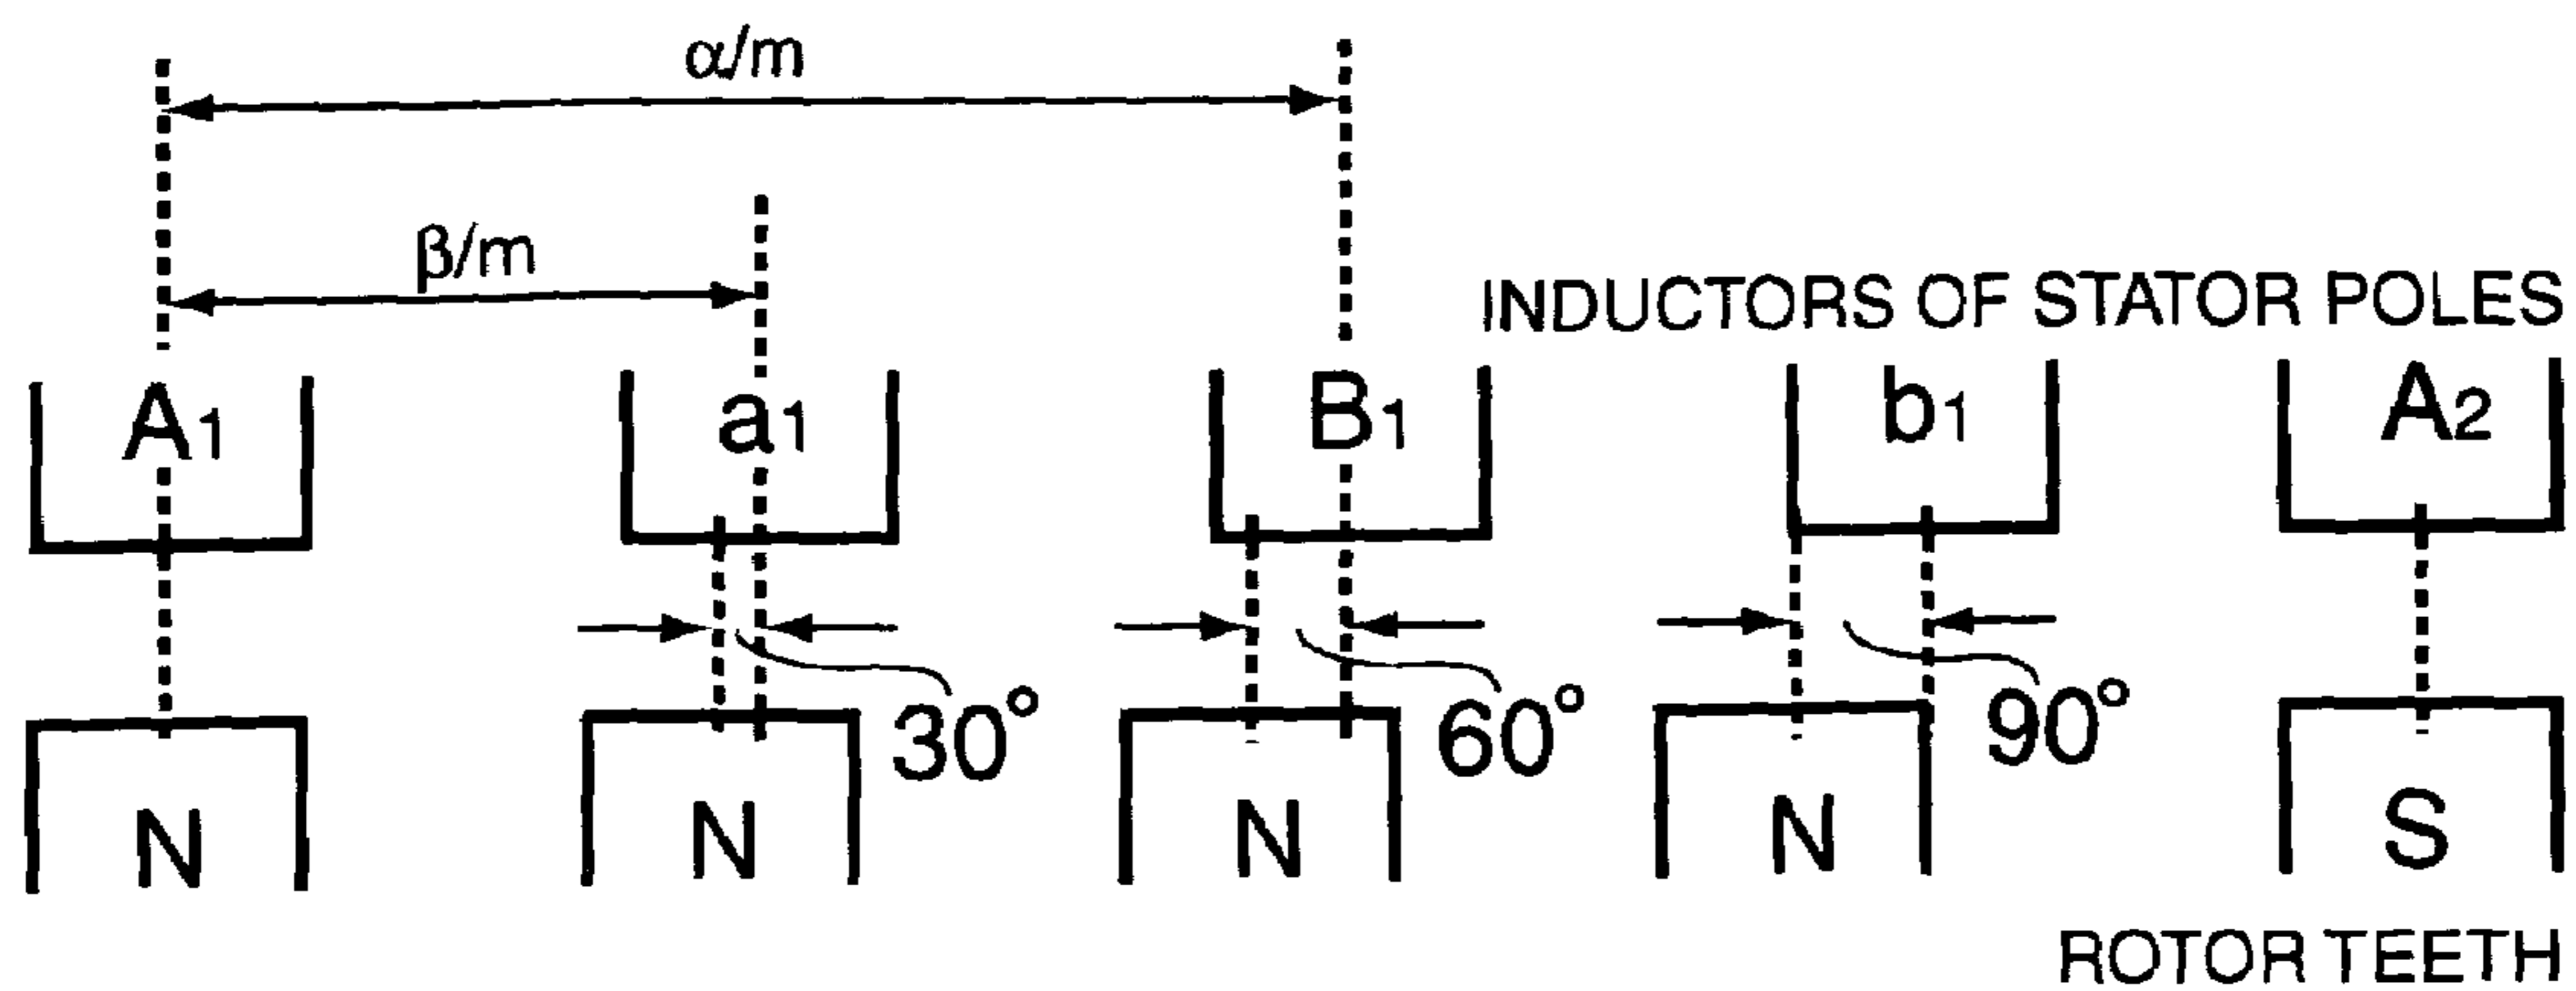 α/m
β/m
INDUCTORS OF STATOR POLES
A1 a1 B1 b1 A2
30° 60° 90°
N N N N S
ROTOR TEETH